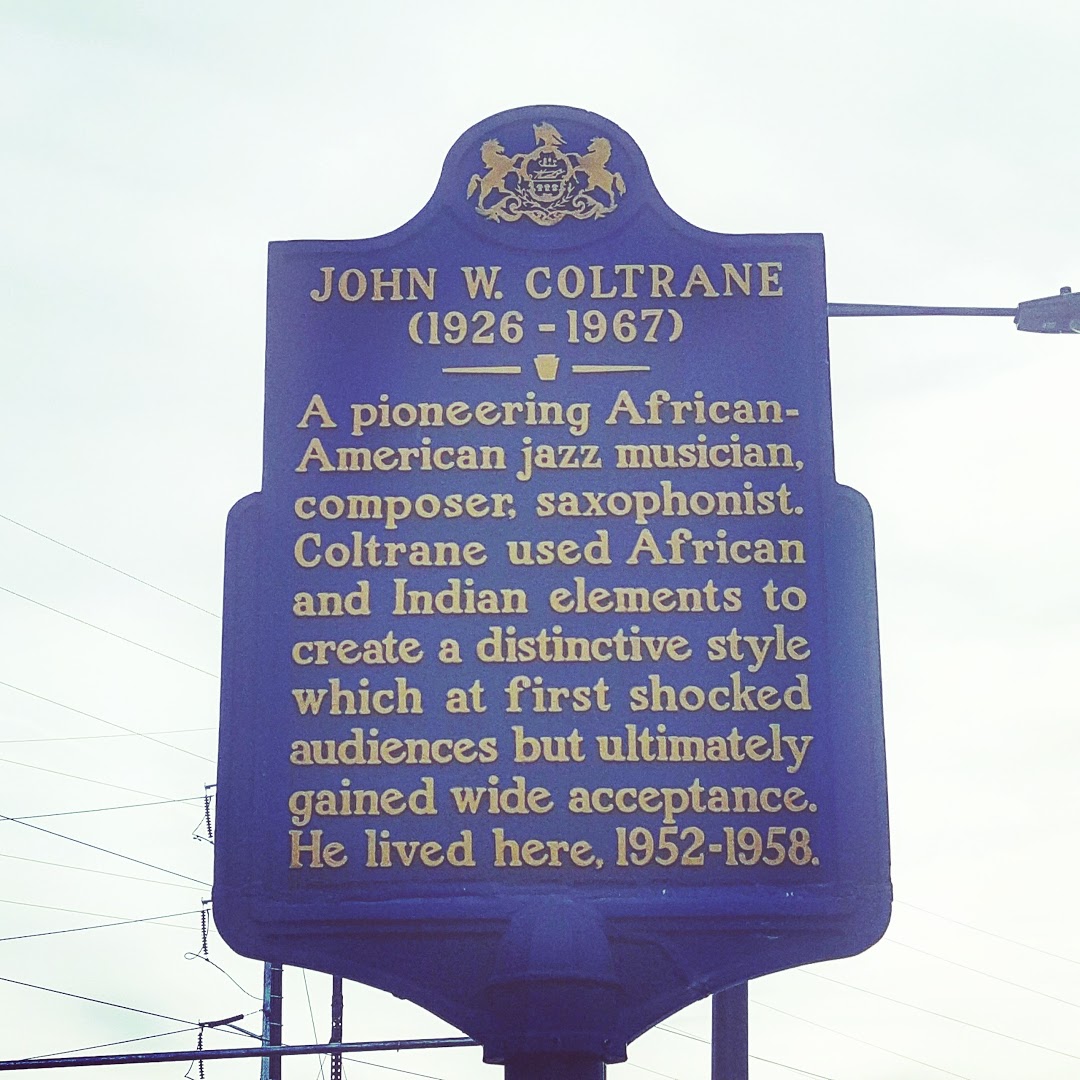 JOHN W. COLTRANE
(1926 - 1967)
A pioneering African-
American jazz musician,
composer, saxophonist.
Coltrane used African
and Indian elements to
create a distinctive style
which at first shocked
audiences but ultimately
gained wide acceptance.
He lived here, 1952-1958.